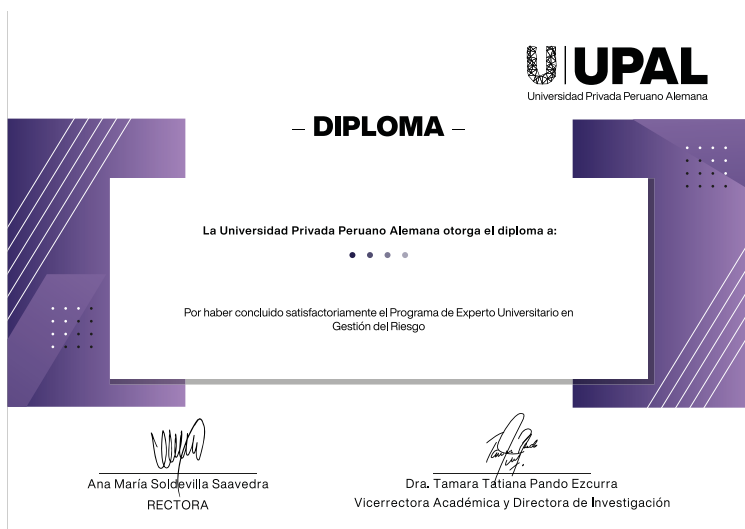 UPAL
Universidad Privada Peruano Alemana
– DIPLOMA –
La Universidad Privada Peruano Alemana otorga el diploma a:
Por haber concluido satisfactoriamente el Programa de Experto Universitario en
Gestión del Riesgo
Ana María Soldevilla Saavedra
RECTORA
Dra. Tamara Tatiana Pando Ezcurra
Vicerrectora Académica y Directora de Investigación